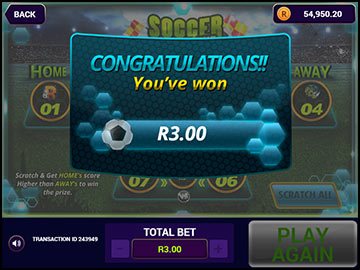 BACK
R 54,950.20
SOCCER
CONGRATULATIONS!!
You've won
HOME
AWAY
01
04
R3.00
Scratch & Get HOME's score
Higher than AWAY's to win
the prize.
07
06
SCRATCH ALL
TRANSACTION ID 243949
TOTAL BET
- R3.00 +
PLAY
AGAIN